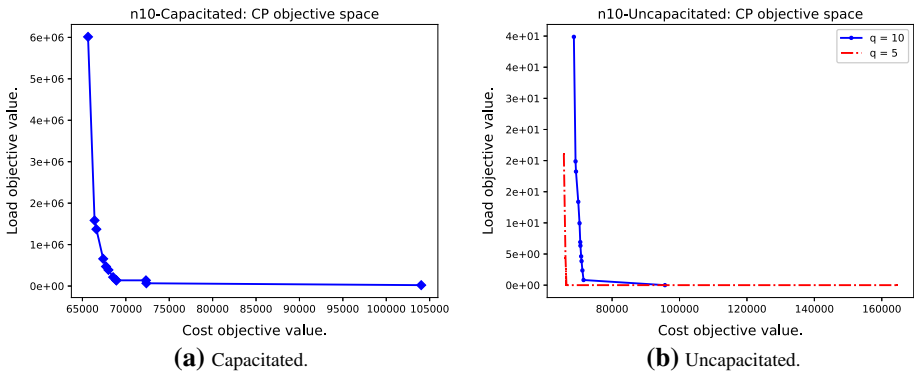 n10-Capacitated: CP objective space
6e+06
5e+06
4e+06
3e+06
2e+06
1e+06
0e+00
Load objective value.
65000 70000 75000 80000 85000 90000 95000 100000 105000
Cost objective value.
(a) Capacitated.
n10-Uncapacitated: CP objective space
q = 10
q = 5
4e+01
4e+01
3e+01
2e+01
2e+01
2e+01
1e+01
5e+00
0e+00
Load objective value.
80000 100000 120000 140000 160000
Cost objective value.
(b) Uncapacitated.